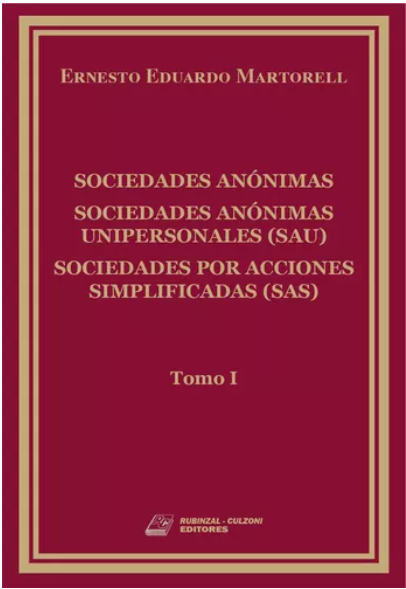 ERNESTO EDUARDO MARTORELL
SOCIEDADES ANÓNIMAS
SOCIEDADES ANÓNIMAS
UNIPERSONALES (SAU)
SOCIEDADES POR ACCIONES
SIMPLIFICADAS (SAS)
Tomo I
RUBINZAL - CULZONI
EDITORES